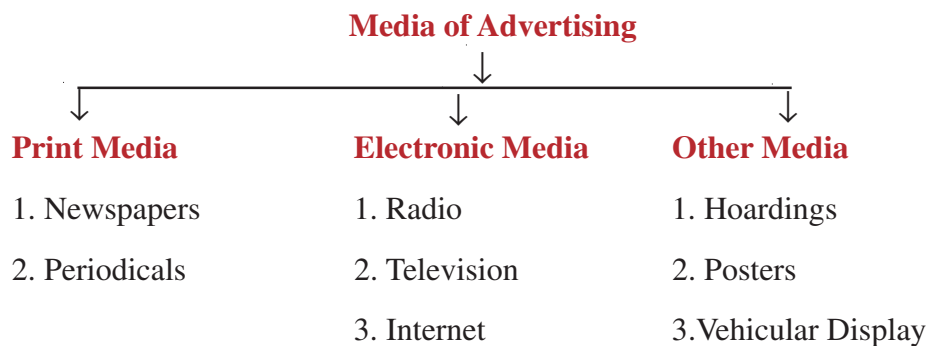 Media of Advertising
Print Media
1. Newspapers
2. Periodicals
Electronic Media
1. Radio
2. Television
3. Internet
Other Media
1. Hoardings
2. Posters
3.Vehicular Display